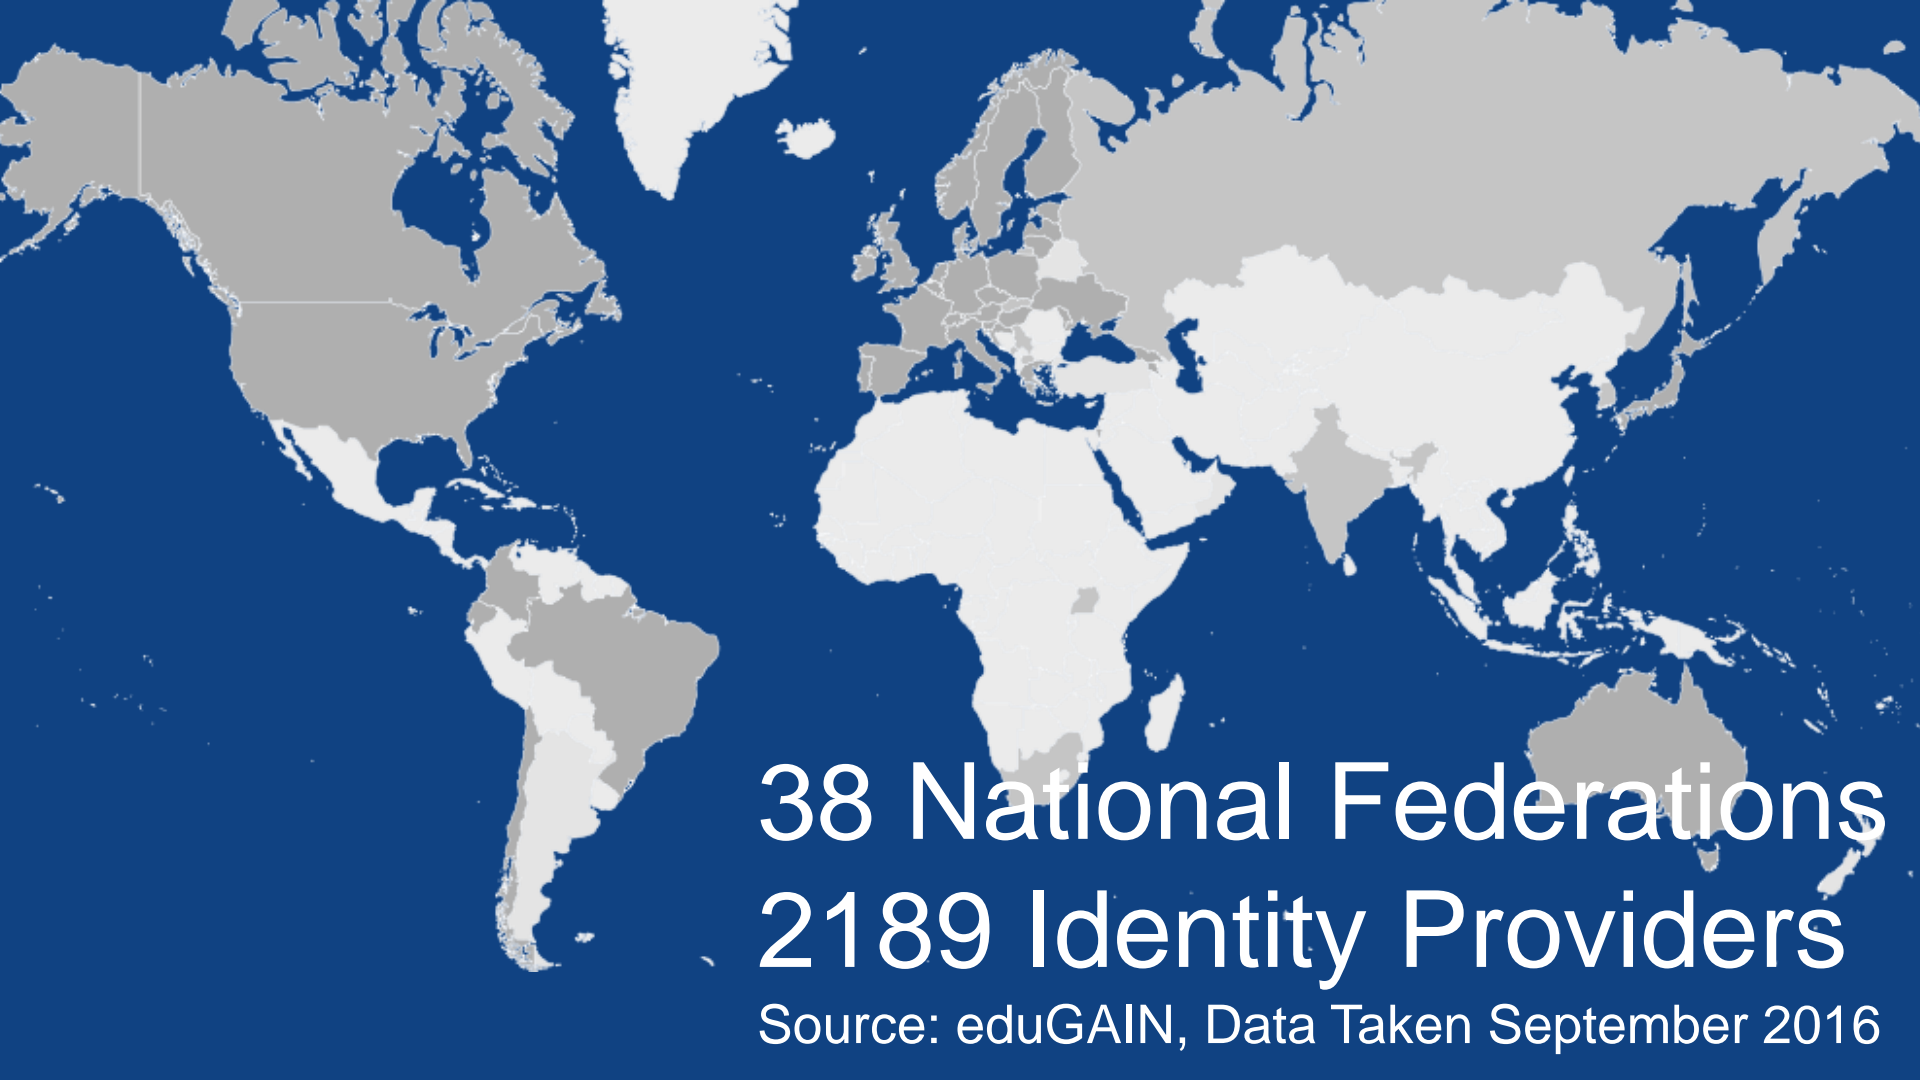 38 National Federations
2189 Identity Providers
Source: eduGAIN, Data Taken September 2016